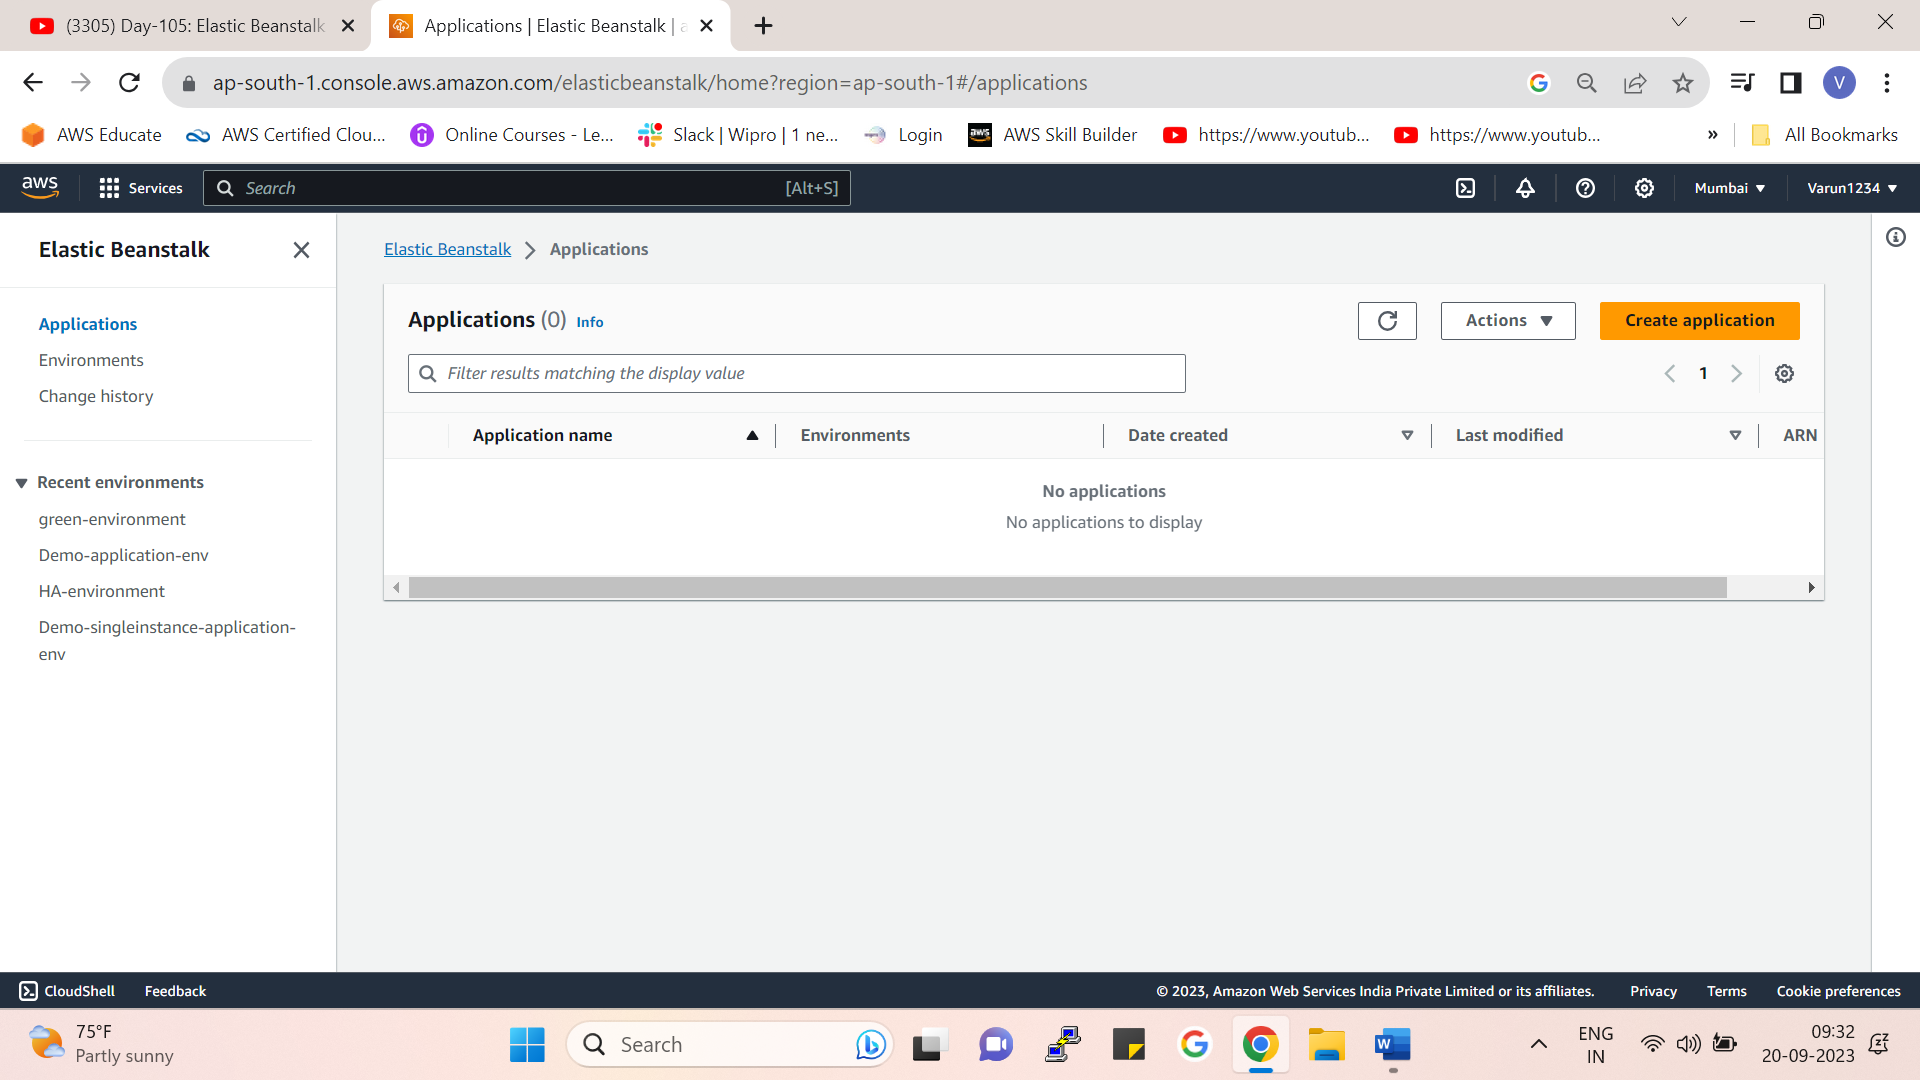 (3305) Day-105: Elastic Beanstalk
Applications | Elastic Beanstalk | a
ap-south-1.console.aws.amazon.com/elasticbeanstalk/home?region=ap-south-1#/applications
V
AWS Educate
AWS Certified Clou...
Online Courses - Le...
Slack | Wipro | 1 ne...
Login
AWS Skill Builder
https://www.youtub...
https://www.youtub...
»
All Bookmarks
aws
Services
Search
[Alt+S]
Mumbai
Varun1234
Elastic Beanstalk
Applications
Environments
Change history
Recent environments
green-environment
Demo-application-env
HA-environment
Demo-singleinstance-application-
env
Elastic Beanstalk
Applications
Applications (0) Info
Actions
Create application
Filter results matching the display value
1
Application name
Environments
Date created
Last modified
ARN
No applications
No applications to display
CloudShell
Feedback
© 2023, Amazon Web Services India Private Limited or its affiliates.
Privacy
Terms
Cookie preferences
75°F
Partly sunny
Search
ENG
IN
09:32
20-09-2023